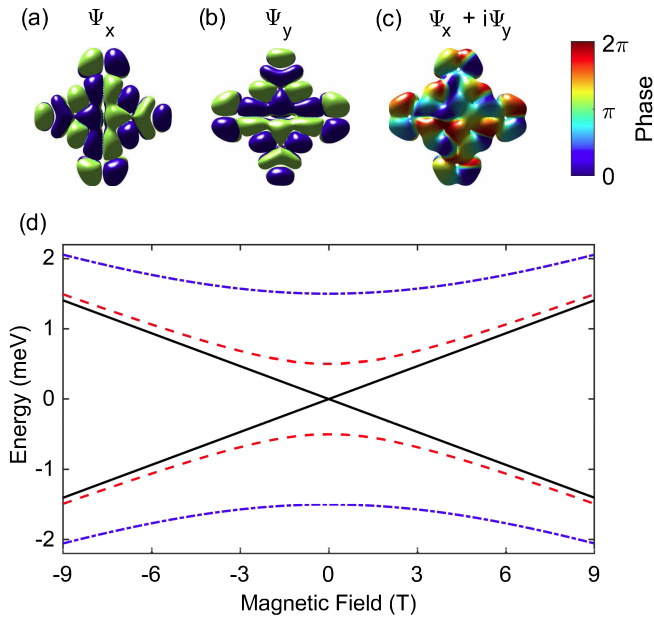 (a) Ψx (b) Ψy (c) Ψx + iΨy
2π
π
0
Phase
(d)
2
1
0
-1
-2
Energy (meV)
-9 -6 -3 0 3 6 9
Magnetic Field (T)